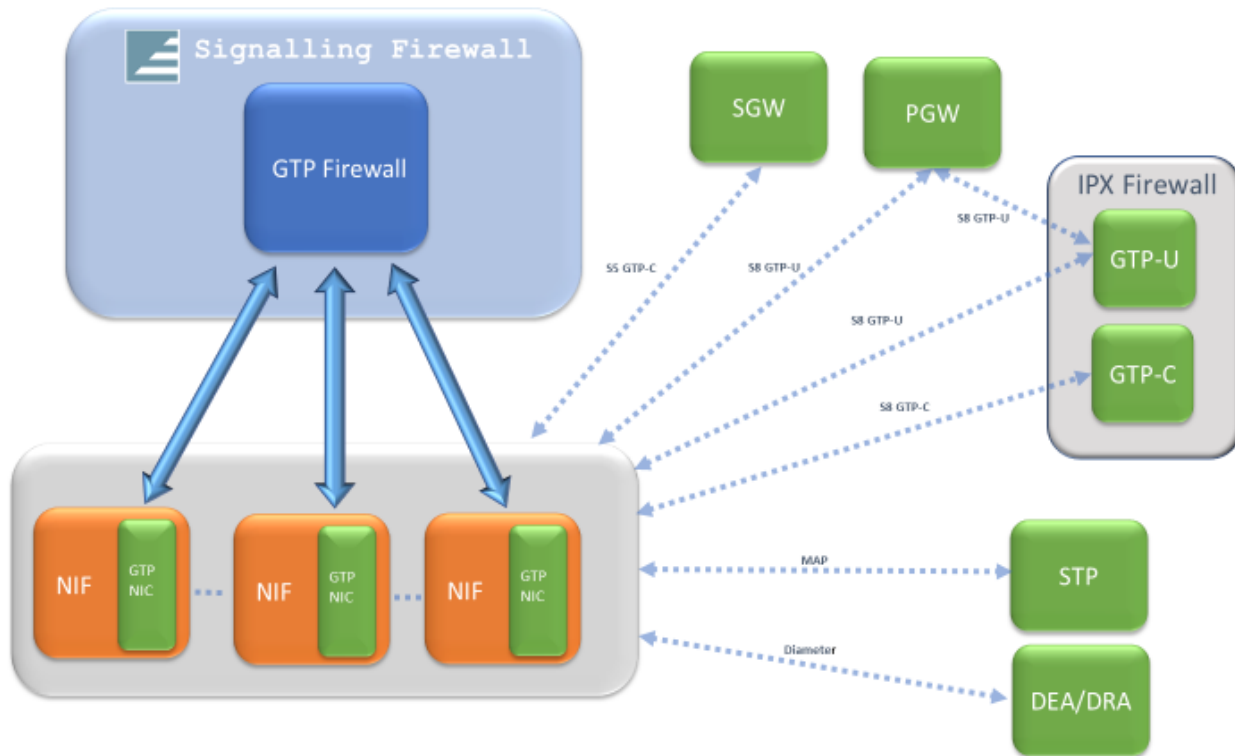 Signalling Firewall
GTP Firewall
SGW
PGW
IPX Firewall
S8 GTP-U
GTP-U
S5 GTP-C
S8 GTP-U
S8 GTP-U
GTP-C
S8 GTP-C
NIF
GTP
NIC
NIF
GTP
NIC
NIF
GTP
NIC
MAP
STP
Diameter
DEA/DRA